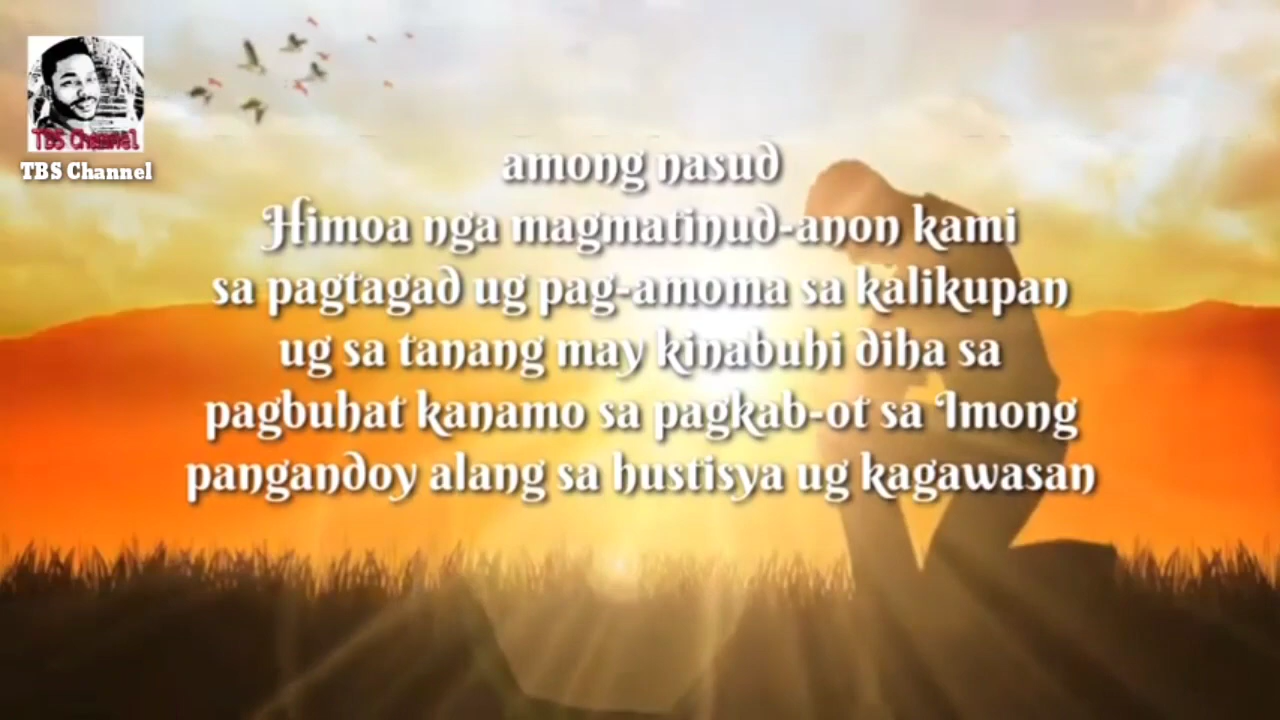 TBS Channel
TBS Channel
among nasud
Himoa nga magmatinud-anon kami
sa pagtagad ug pag-amoma sa kalikupan
ug sa tanang may kinabuhi diha sa
pagbuhat kanamo sa pagkab-ot sa Imong
pangandoy alang sa hustisya ug kagawasan